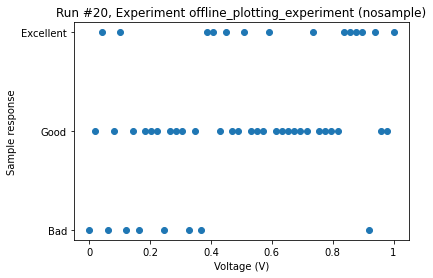 Run #20, Experiment offline_plotting_experiment (nosample)
Excellent
Good
Bad
Sample response
0
0.2
0.4
0.6
0.8
1
Voltage (V)